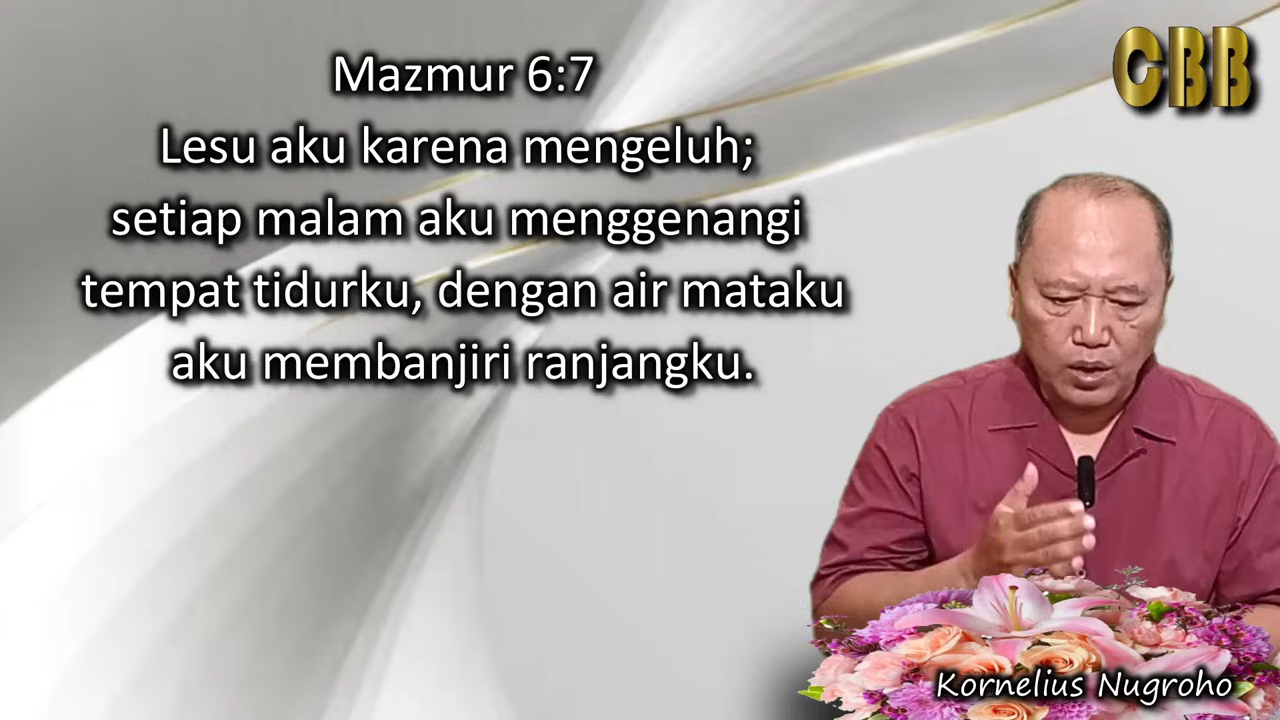 Mazmur 6:7
Lesu aku karena mengeluh;
setiap malam aku menggenangi
tempat tidurku, dengan air mataku
aku membanjiri ranjangku.
CBB
Kornelius Nugroho